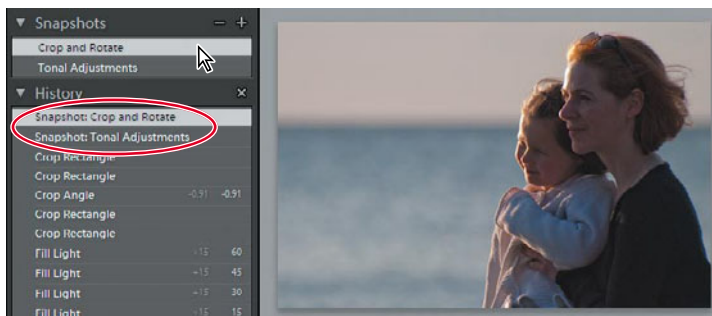 Snapshots
Crop and Rotate
Tonal Adjustments
History
Snapshot: Crop and Rotate
Snapshot: Tonal Adjustments
Crop Rectangle
Crop Rectangle
Crop Angle -0.91 -0.91
Crop Rectangle
Crop Rectangle
Fill Light +15 60
Fill Light +15 45
Fill Light +15 30
Fill Light +15 15